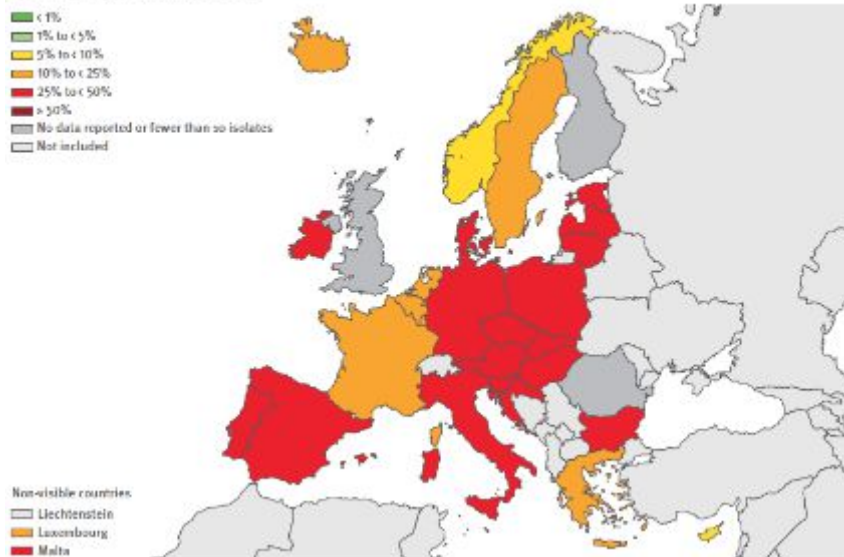 < 1%
1% to < 5%
5% to < 10%
10% to < 25%
25% to < 50%
≥ 50%
No data reported or fewer than 10 isolates
Not included
Non-visible countries
Liechtenstein
Luxembourg
Malta